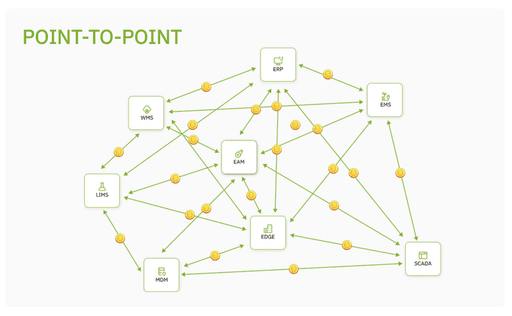 POINT-TO-POINT
ERP
EMS
WMS
EAM
LIMS
EDGE
SCADA
MDM